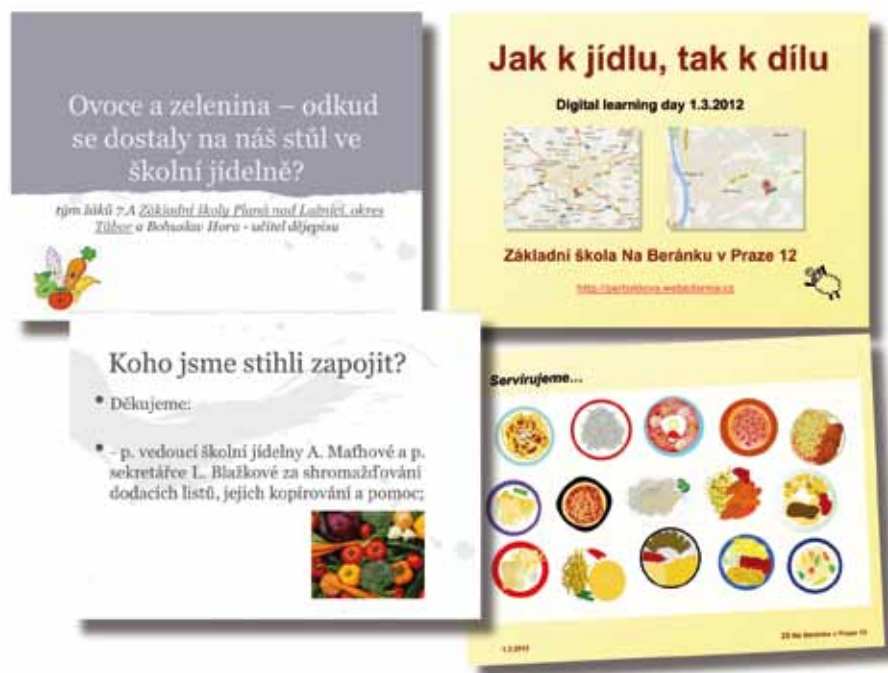 Ovoce a zelenina – odkud
se dostaly na náš stůl ve
školní jídelně?
tým žáků 7.A Základní školy Planá nad Lužnicí, okres
Tábor a Bohuslav Hora - učitel dějepisu
Jak k jídlu, tak k dílu
Digital learning day 1.3.2012
Základní škola Na Beránku v Praze 12
Koho jsme stihli zapojit?
• Děkujeme:
• - p. vedoucí školní jídelny A. Maťhové a p.
sekretářce L. Blažkové za shromažďování
dodacích listů, jejich kopírování a pomoc;
Servírujeme...
1.3.2012
ZŠ Na Beránku v Praze 12